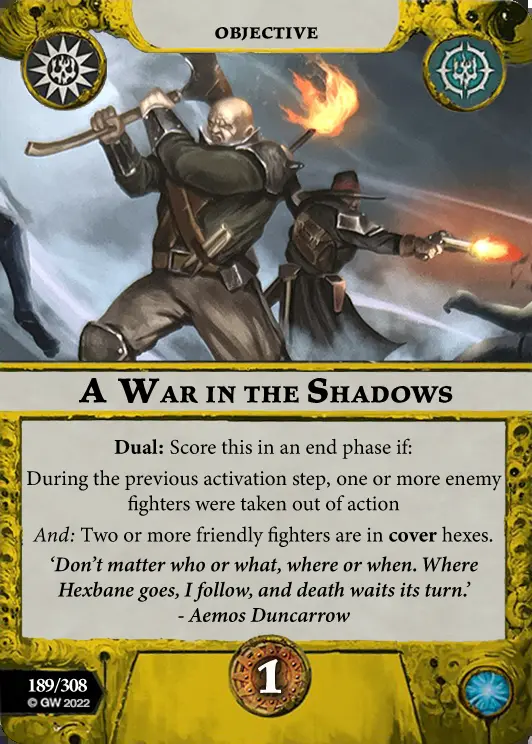 OBJECTIVE
A WAR IN THE SHADOWS
Dual: Score this in an end phase if:
During the previous activation step, one or more enemy
fighters were taken out of action
And: Two or more friendly fighters are in cover hexes.
‘Don’t matter who or what, where or when. Where
Hexbane goes, I follow, and death waits its turn.’
- Aemos Duncarrow
1
189/308
© GW 2022